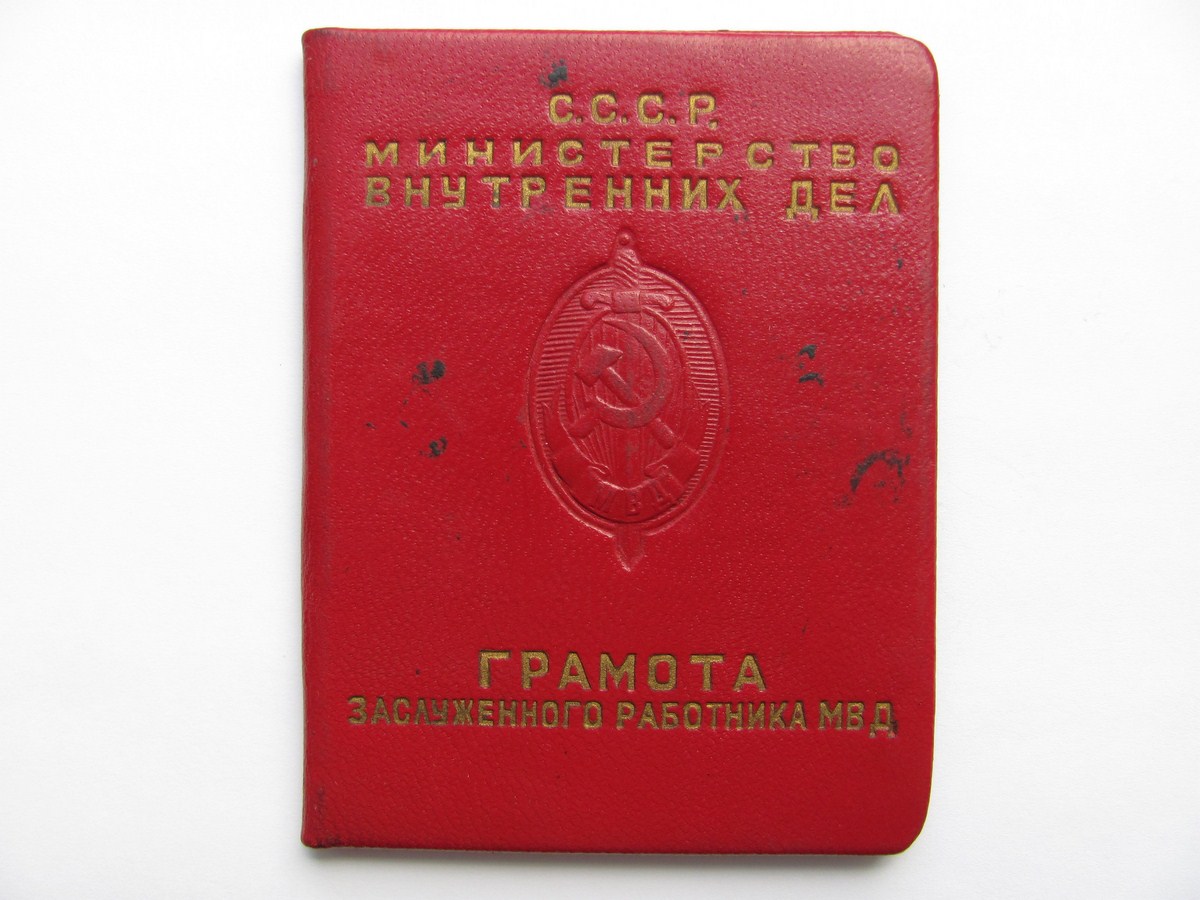 С.С.С.Р.
МИНИСТЕРСТВО
ВНУТРЕННИХ ДЕЛ
МВД
ГРАМОТА
ЗАСЛУЖЕННОГО РАБОТНИКА МВД